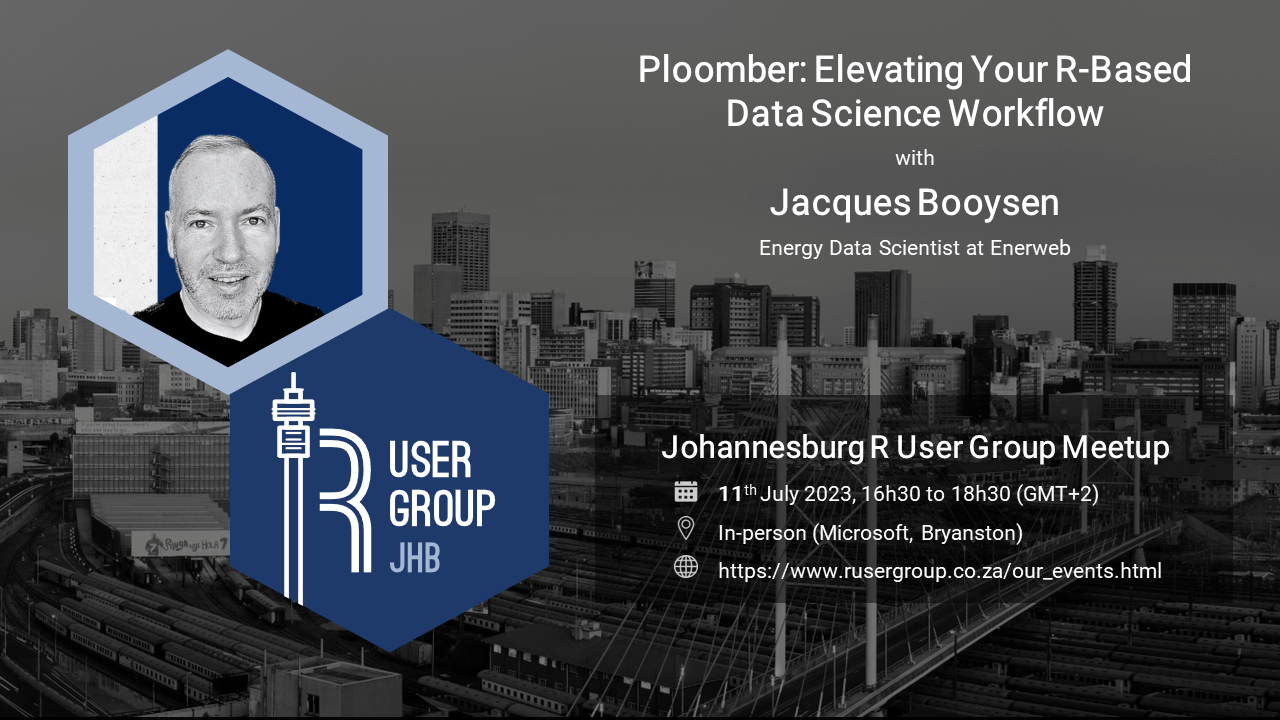 Ploomber: Elevating Your R-Based
Data Science Workflow
with
Jacques Booysen
Energy Data Scientist at Enerweb
R USER
GROUP
JHB
Johannesburg R User Group Meetup
11th July 2023, 16h30 to 18h30 (GMT+2)
In-person (Microsoft, Bryanston)
https://www.rusergroup.co.za/our_events.html